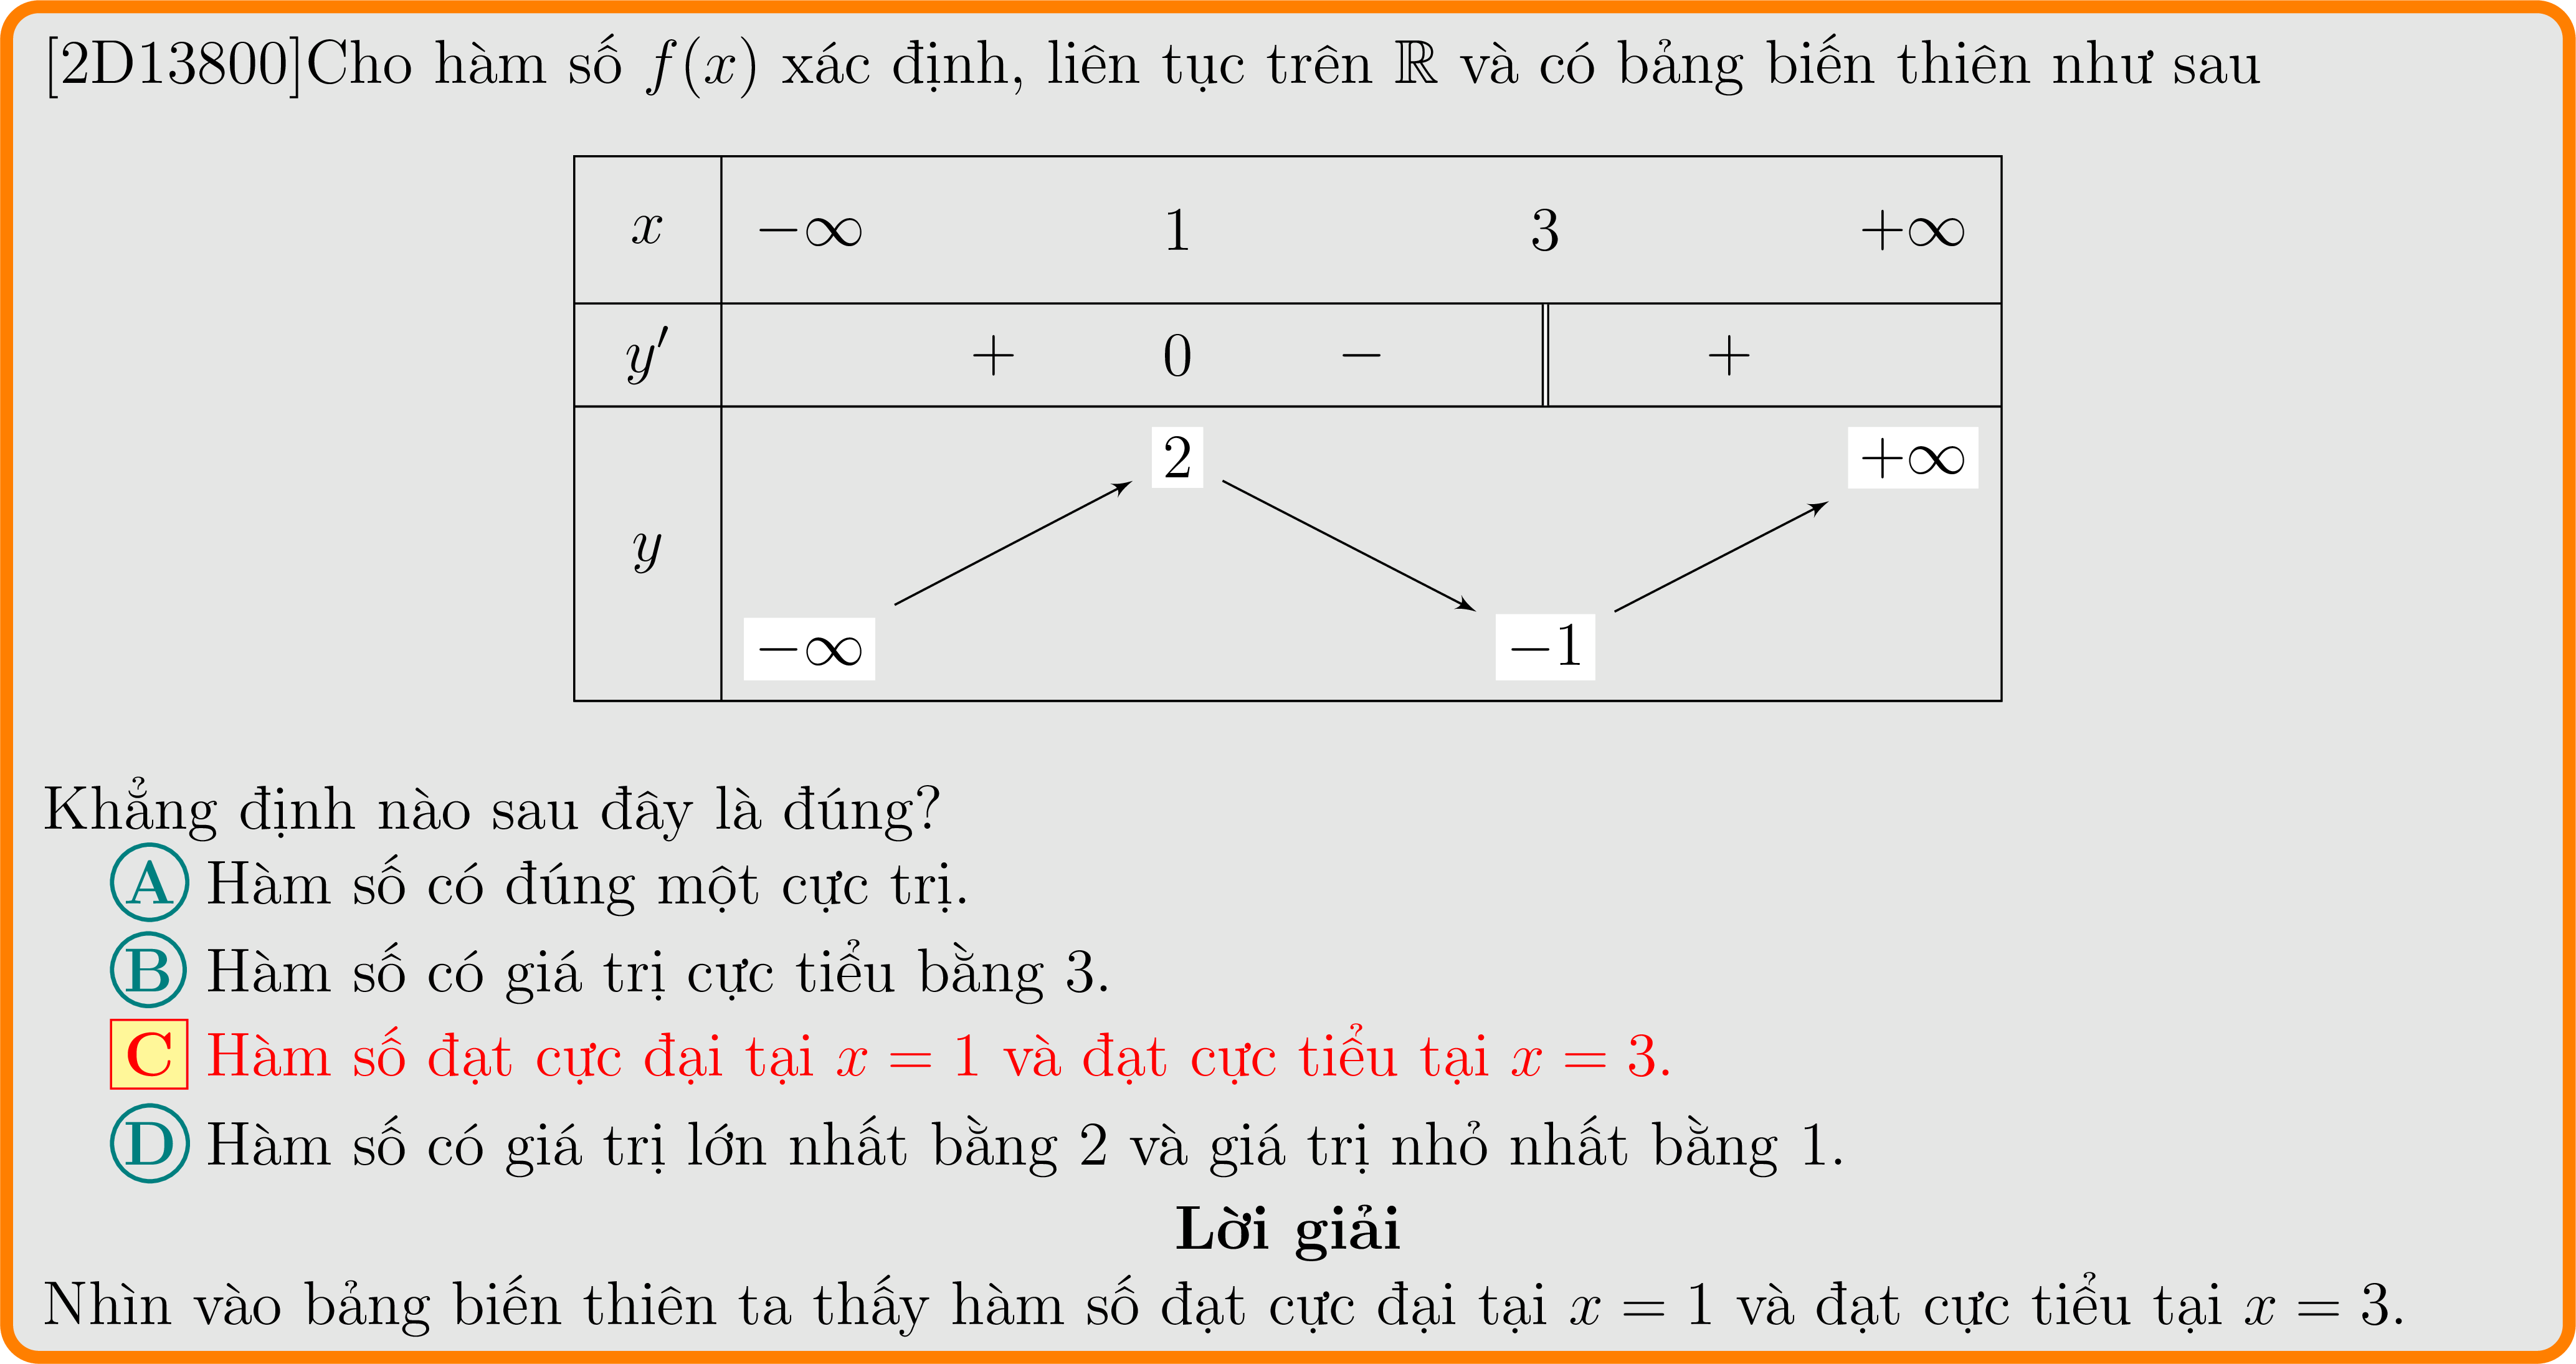 [2D13800]Cho hàm số f(x) xác định, liên tục trên ℝ và có bảng biến thiên như sau
x −∞ 1 3 +∞
y′ + 0 − +
y −∞ 2 −1 +∞
Khẳng định nào sau đây là đúng?
A Hàm số có đúng một cực trị.
B Hàm số có giá trị cực tiểu bằng 3.
C Hàm số đạt cực đại tại x = 1 và đạt cực tiểu tại x = 3.
D Hàm số có giá trị lớn nhất bằng 2 và giá trị nhỏ nhất bằng 1.
Lời giải
Nhìn vào bảng biến thiên ta thấy hàm số đạt cực đại tại x = 1 và đạt cực tiểu tại x = 3.